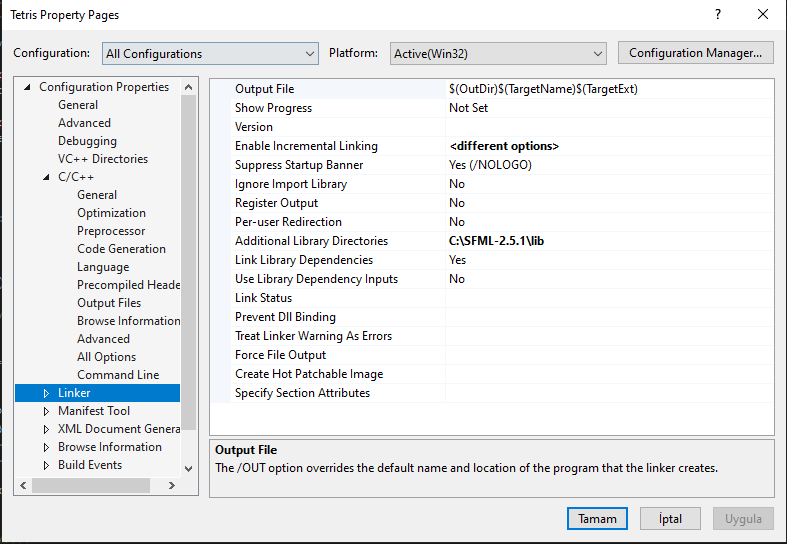 Tetris Property Pages ? ×
Configuration: All Configurations Platform: Active(Win32) Configuration Manager...
Configuration Properties
General
Advanced
Debugging
VC++ Directories
C/C++
General
Optimization
Preprocessor
Code Generation
Language
Precompiled Heade
Output Files
Browse Information
Advanced
All Options
Command Line
Linker
Manifest Tool
XML Document Genera
Browse Information
Build Events
Output File $(OutDir)$(TargetName)$(TargetExt)
Show Progress Not Set
Version
Enable Incremental Linking <different options>
Suppress Startup Banner Yes (/NOLOGO)
Ignore Import Library No
Register Output No
Per-user Redirection No
Additional Library Directories C:\SFML-2.5.1\lib
Link Library Dependencies Yes
Use Library Dependency Inputs No
Link Status
Prevent Dll Binding
Treat Linker Warning As Errors
Force File Output
Create Hot Patchable Image
Specify Section Attributes
Output File
The /OUT option overrides the default name and location of the program that the linker creates.
Tamam İptal Uygula